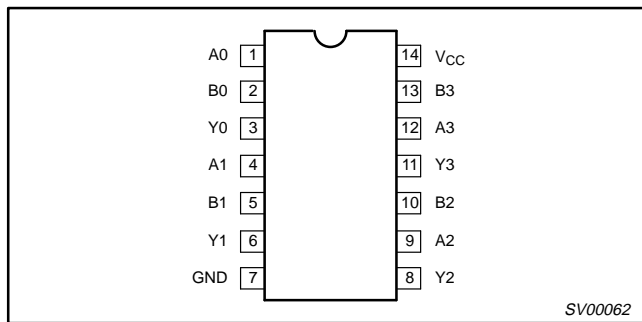 A0 1 14 VCC
B0 2 13 B3
Y0 3 12 A3
A1 4 11 Y3
B1 5 10 B2
Y1 6 9 A2
GND 7 8 Y2
SV00062